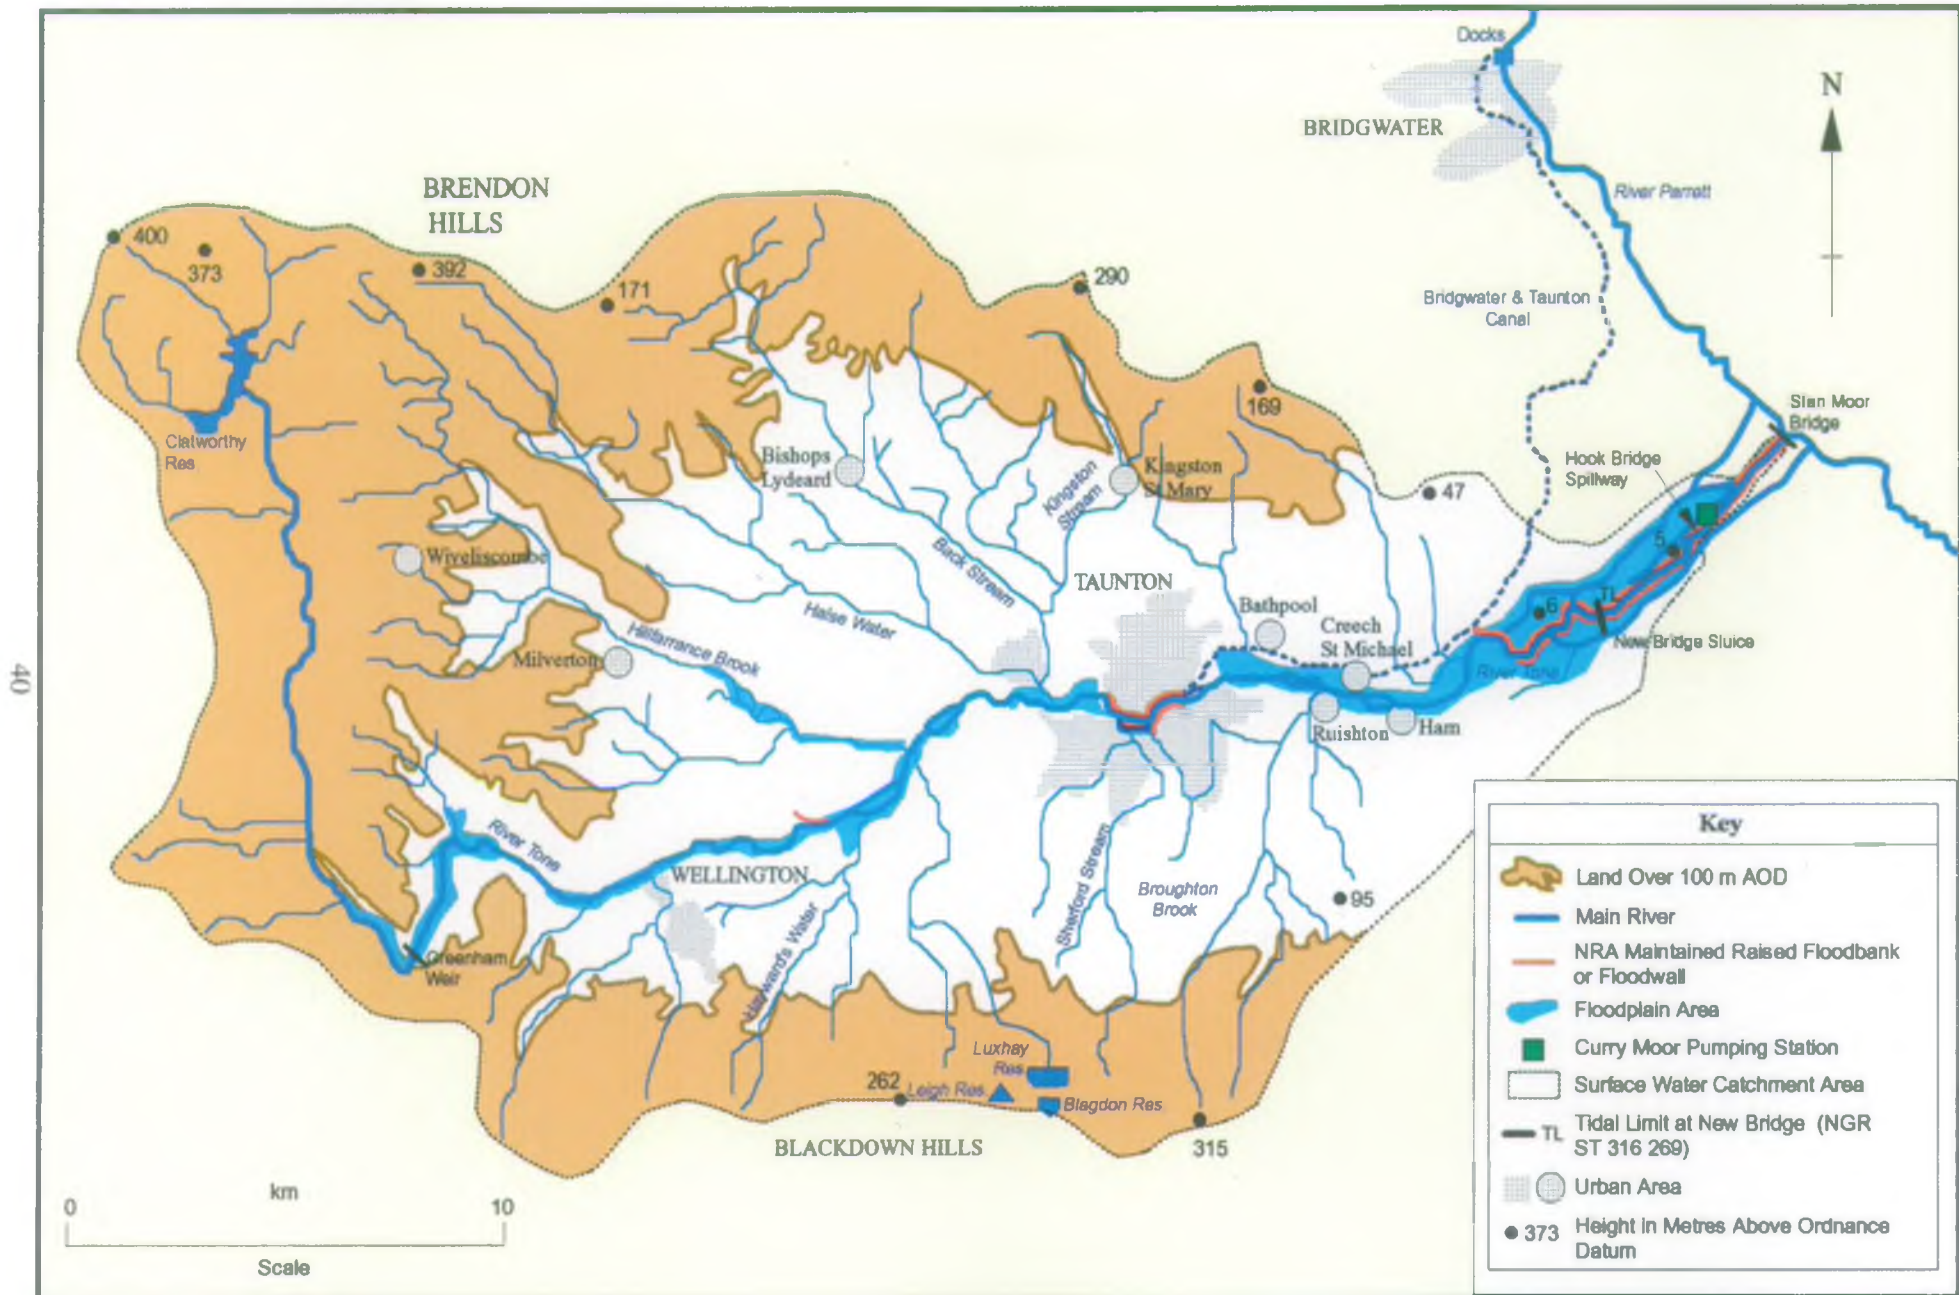 Docks
N
BRIDGWATER
BRENDON
HILLS
River Parrett
400
373
392
171
290
Bridgwater & Taunton
Canal
169
Stan Moor
Bridge
Clatworthy
Res
Bishops
Lydeard
Kingston
Stream
Kingston
St Mary
Hook Bridge
Spillway
47
Wiveliscombe
Back Stream
5
TAUNTON
Halse Water
Bathpool
6
TL
Hillfarrance Brook
Creech
St Michael
New Bridge Sluice
Milverton
River Tone
40
Ruishton
Ham
River Tone
WELLINGTON
Sherford Stream
Broughton
Brook
95
Hayward's Water
Greenham
Weir
Luxhay
Res
262
Leigh Res
Blagdon Res
BLACKDOWN HILLS
315
0
km
10
Scale
Key
Land Over 100 m AOD
Main River
NRA Maintained Raised Floodbank
or Floodwall
Floodplain Area
Curry Moor Pumping Station
Surface Water Catchment Area
TL Tidal Limit at New Bridge (NGR
ST 316 269)
Urban Area
373 Height in Metres Above Ordnance
Datum